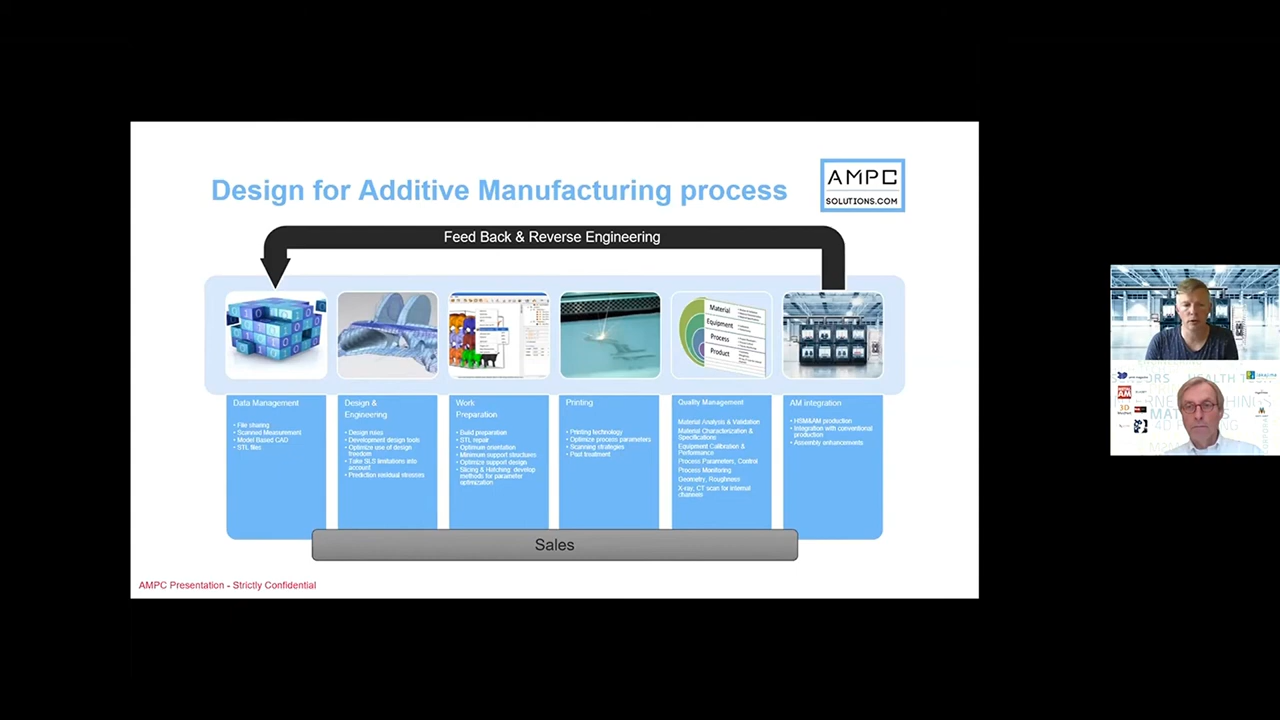 Design for Additive Manufacturing process
AMPC
SOLUTIONS.COM
Feed Back & Reverse Engineering
Material
Equipment
Process
Product
Data Management
• File sharing
• Scanned Measurement
• Model Based CAD
• STL files
Design &
Engineering
• Design rules
• Development design tools
• Optimize use of design
freedom
• Take SLS limitations into
account
• Prediction residual stresses
Work
Preparation
• Build preparation
• STL repair
• Optimum orientation
• Minimum support structures
• Optimize support design
• Slicing & Hatching: develop
methods for parameter
optimization
Printing
• Printing technology
• Optimize process parameters
• Scanning strategies
• Post treatment
Quality Management
Material Analysis & Validation
Material Characterization &
Specifications
Equipment Calibration &
Performance
Process Parameters, Control
Process Monitoring
Geometry, Roughness
X-ray, CT scan for internal
channels
AM integration
• HSM&AM production
• Integration with conventional
production
• Assembly enhancements
Sales
AMPC Presentation - Strictly Confidential
HEALTH
AM
3D
4D